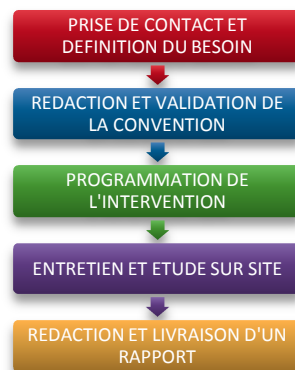 PRISE DE CONTACT ET
DEFINITION DU BESOIN
REDACTION ET VALIDATION DE
LA CONVENTION
PROGRAMMATION DE
L'INTERVENTION
ENTRETIEN ET ETUDE SUR SITE
REDACTION ET LIVRAISON D'UN
RAPPORT